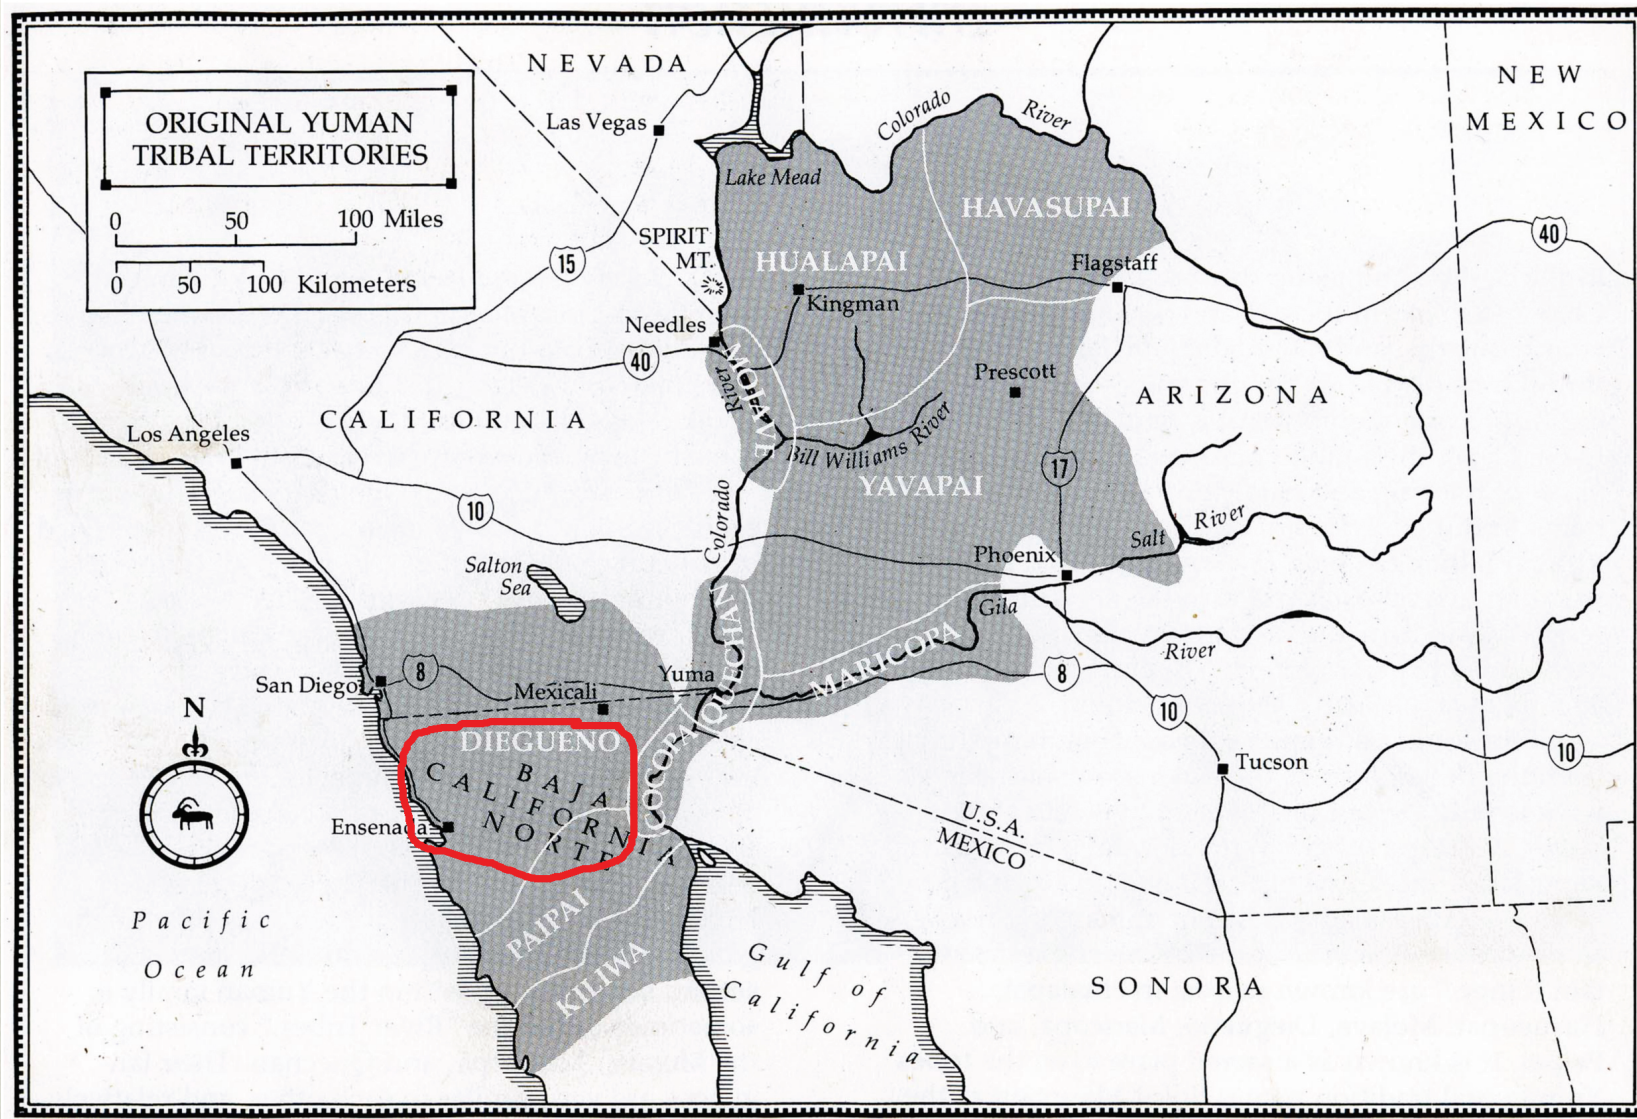 ORIGINAL YUMAN
TRIBAL TERRITORIES
0 50 100 Miles
0 50 100 Kilometers
NEVADA
Las Vegas
Colorado
River
NEW
MEXICO
Lake Mead
HAVASUPAI
SPIRIT
MT.
15
HUALAPAI
Flagstaff
40
Kingman
Needles
40
MOJAVE
River
Prescott
CALIFORNIA
ARIZONA
Los Angeles
Bill Williams River
17
YAVAPAI
10
Colorado
Salton
Sea
Phoenix
Salt
River
Gila
QUECHAN
MARICOPA
River
8
San Diego
Mexicali
Yuma
8
10
N
DIEGUENO
COCOPA
BAJA
CALIFORNIA
NORTE
Ensenada
Tucson
10
U.S.A.
MEXICO
PAIPAI
KILIWA
Pacific
Ocean
Gulf of
California
SONORA